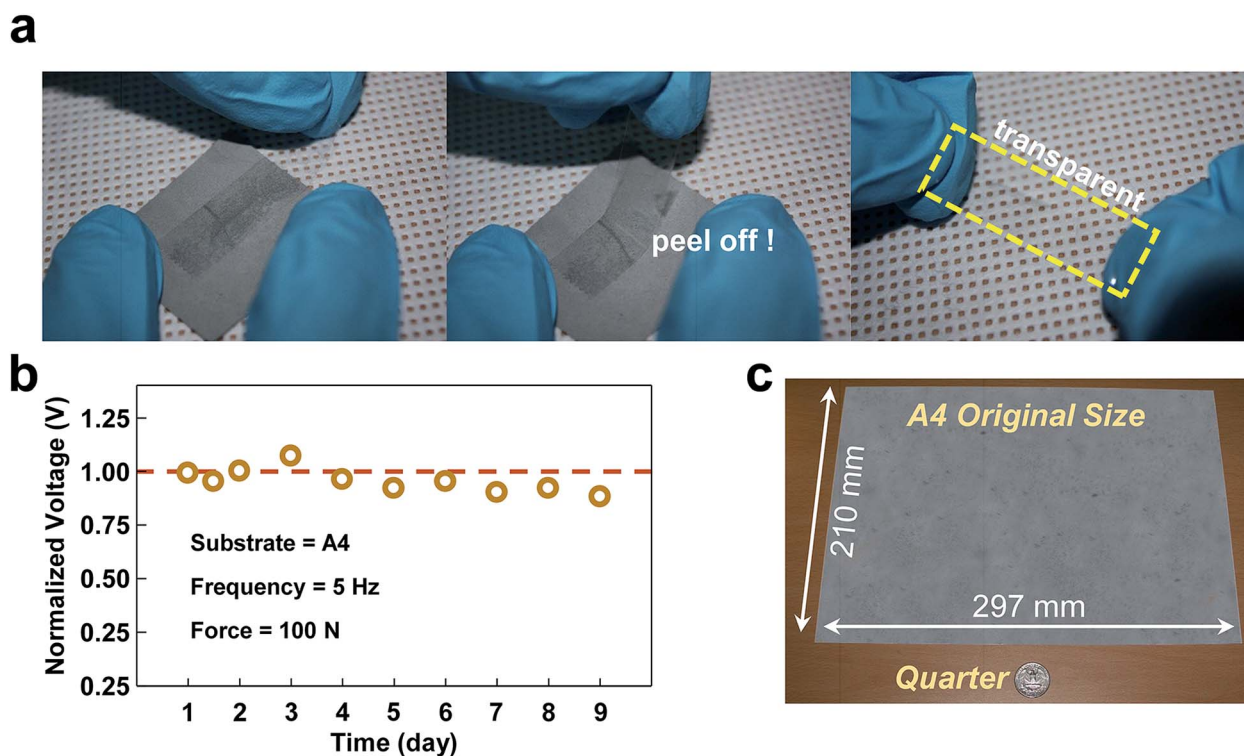 a
peel off !
transparent
b
Normalized Voltage (V)
1.25
1.00
0.75
0.50
0.25
0.25
Substrate = A4
Frequency = 5 Hz
Force = 100 N
1 2 3 4 5 6 7 8 9
Time (day)
c
A4 Original Size
210 mm
297 mm
Quarter